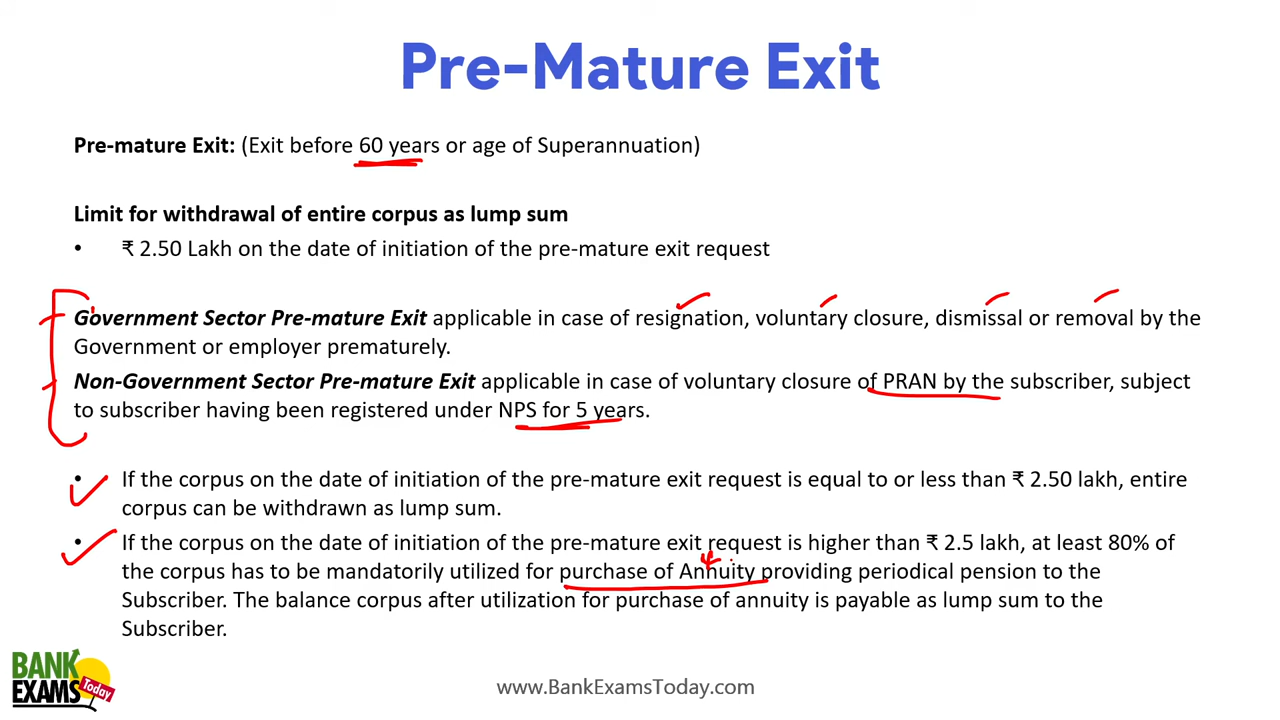 Pre-Mature Exit
Pre-mature Exit: (Exit before 60 years or age of Superannuation)
Limit for withdrawal of entire corpus as lump sum
• ₹ 2.50 Lakh on the date of initiation of the pre-mature exit request
Government Sector Pre-mature Exit applicable in case of resignation, voluntary closure, dismissal or removal by the
Government or employer prematurely.
Non-Government Sector Pre-mature Exit applicable in case of voluntary closure of PRAN by the subscriber, subject
to subscriber having been registered under NPS for 5 years.
• If the corpus on the date of initiation of the pre-mature exit request is equal to or less than ₹ 2.50 lakh, entire
corpus can be withdrawn as lump sum.
• If the corpus on the date of initiation of the pre-mature exit request is higher than ₹ 2.5 lakh, at least 80% of
the corpus has to be mandatorily utilized for purchase of Annuity providing periodical pension to the
Subscriber. The balance corpus after utilization for purchase of annuity is payable as lump sum to the
Subscriber.
BANK
EXAMS Today
www.BankExamsToday.com